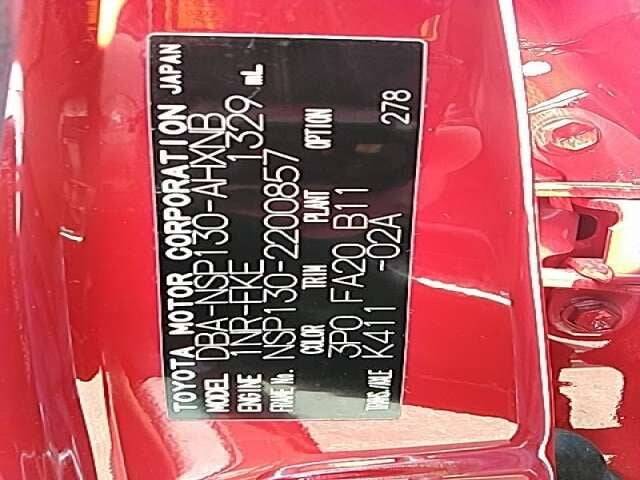 TOYOTA MOTOR CORPORATION JAPAN
MODEL DBA-NSP130-AHXNB
ENGINE 1NR-FKE 1329 mL
FRAME No. NSP130-2200857
COLOR TRIM PLANT OPTION
3P0 FA20 B11 278
TRANS./AXLE K411 -02A